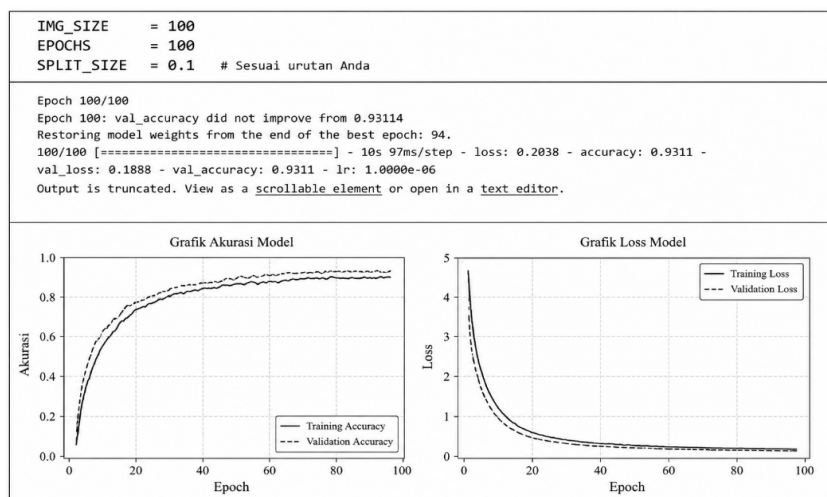 IMG_SIZE = 100
EPOCHS = 100
SPLIT_SIZE = 0.1 # Sesuai urutan Anda
Epoch 100/100
Epoch 100: val_accuracy did not improve from 0.93114
Restoring model weights from the end of the best epoch: 94.
100/100 [==================================] - 10s 97ms/step - loss: 0.2038 - accuracy: 0.9311 -
val_loss: 0.1888 - val_accuracy: 0.9311 - lr: 1.0000e-06
Output is truncated. View as a scrollable element or open in a text editor.
Grafik Akurasi Model
1.0
0.8
0.6
0.4
0.2
0.0
Akurasi
Training Accuracy
Validation Accuracy
0 20 40 60 80 100
Epoch
Grafik Loss Model
5
4
3
2
1
0
Loss
Training Loss
Validation Loss
0 20 40 60 80 100
Epoch